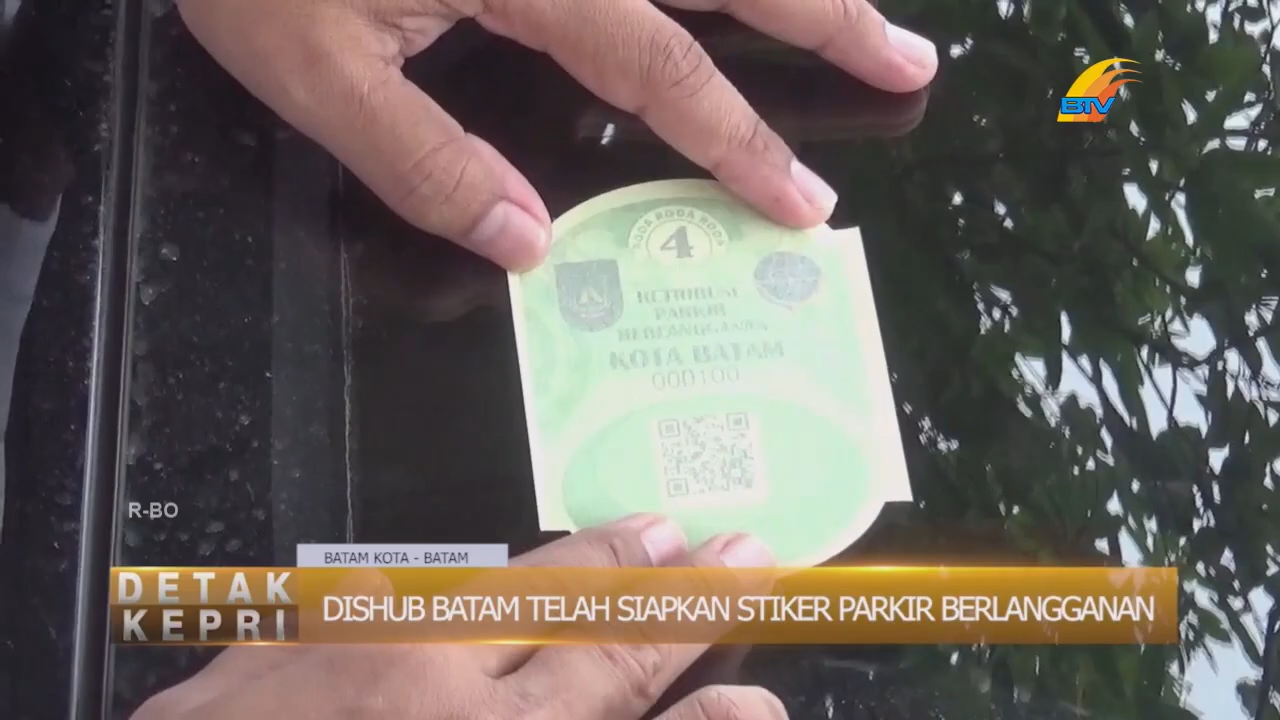 BTV
RODA RODA RODA
4
RETRIBUSI
PARKIR
BERLANGGANAN
KOTA BATAM
000100
R-BO
BATAM KOTA - BATAM
DETAK
KEPRI
DISHUB BATAM TELAH SIAPKAN STIKER PARKIR BERLANGGANAN